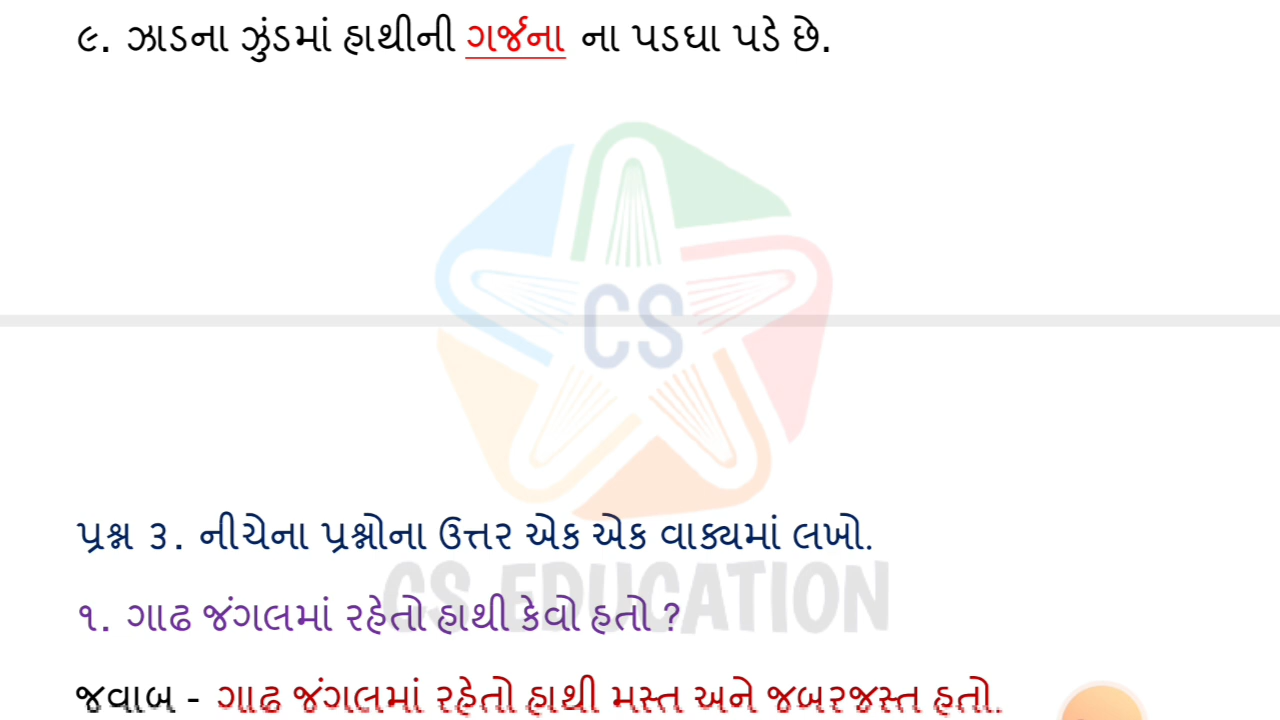 ૯. ઝાડના ઝુંડમાં હાથીની ગર્જના ના પડઘા પડે છે.
CS
પ્રશ્ન ૩. નીચેના પ્રશ્નોના ઉત્તર એક એક વાક્યમાં લખો.
CS EDUCATION
૧. ગાઢ જંગલમાં રહેતો હાથી કેવો હતો ?
જવાબ - ગાઢ જંગલમાં રહેતો હાથી મસ્ત અને જબરજસ્ત હતો.